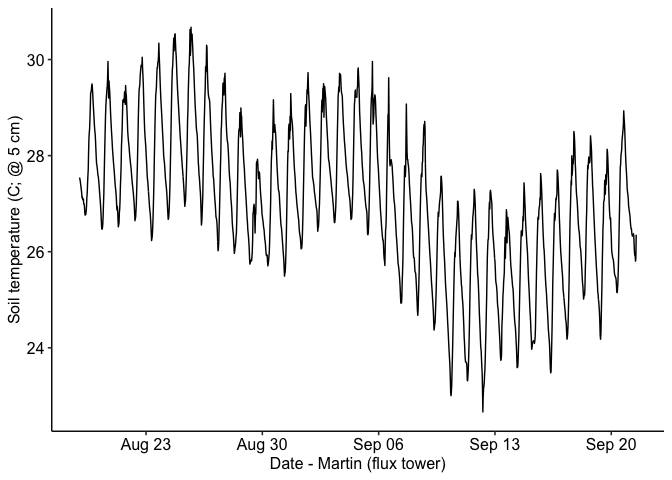 Soil temperature (C; @ 5 cm)
30
28
26
24
Aug 23 Aug 30 Sep 06 Sep 13 Sep 20
Date - Martin (flux tower)